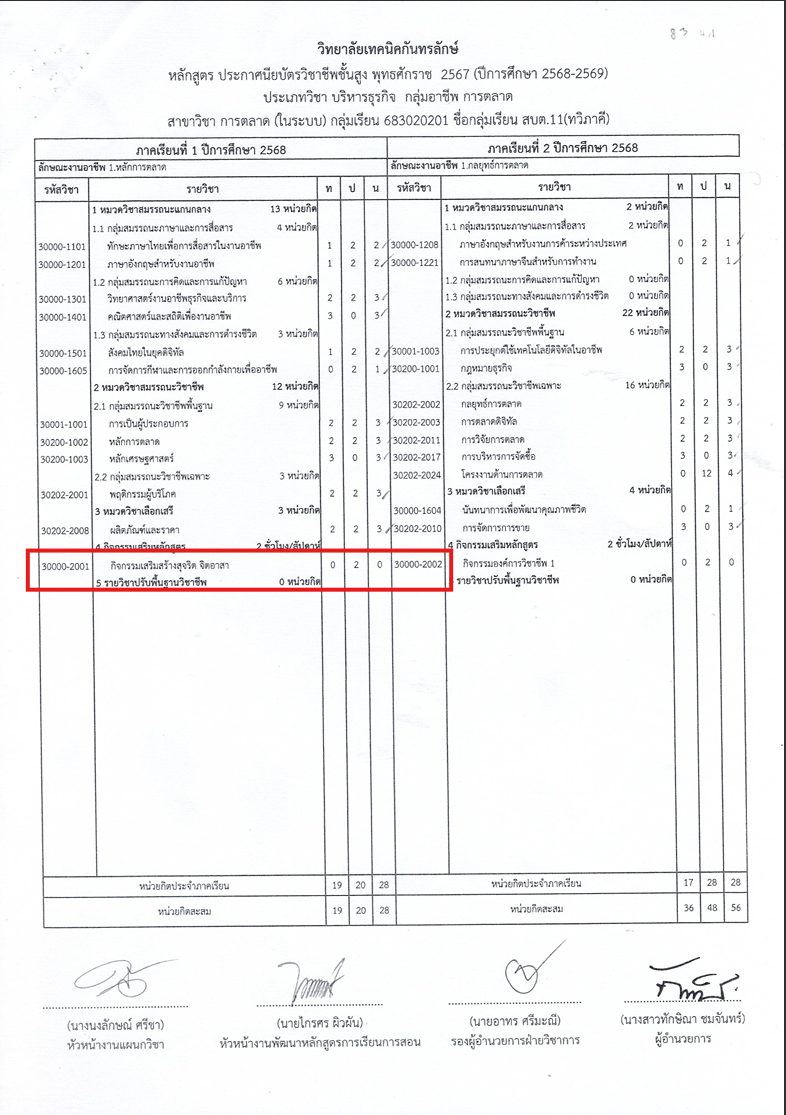 วิทยาลัยเทคนิคกันทรลักษ์
หลักสูตร ประกาศนียบัตรวิชาชีพชั้นสูง พุทธศักราช 2567 (ปีการศึกษา 2568-2569)
ประเภทวิชา บริหารธุรกิจ กลุ่มอาชีพ การตลาด
สาขาวิชา การตลาด (ในระบบ) กลุ่มเรียน 683020201 ชื่อกลุ่มเรียน สบต.11(ทวิภาคี)
ภาคเรียนที่ 1 ปีการศึกษา 2568
ลักษณะงานอาชีพ 1.หลักการตลาด
รหัสวิชา รายวิชา ท ป น
1 หมวดวิชาสมรรถนะแกนกลาง 13 หน่วยกิต
1.1 กลุ่มสมรรถนะภาษาและการสื่อสาร 4 หน่วยกิต
30000-1101 ทักษะภาษาไทยเพื่อการสื่อสารในงานอาชีพ 1 2 2
30000-1201 ภาษาอังกฤษสำหรับงานอาชีพ 1 2 2
1.2 กลุ่มสมรรถนะการคิดและการแก้ปัญหา 6 หน่วยกิต
30000-1301 วิทยาศาสตร์งานอาชีพธุรกิจและบริการ 2 2 3
30000-1401 คณิตศาสตร์และสถิติเพื่องานอาชีพ 3 0 3
1.3 กลุ่มสมรรถนะทางสังคมและการดำรงชีวิต 3 หน่วยกิต
30000-1501 สังคมไทยในยุคดิจิทัล 1 2 2
30000-1605 การจัดการกีฬาและการออกกำลังกายเพื่ออาชีพ 0 2 1
2 หมวดวิชาสมรรถนะวิชาชีพ 12 หน่วยกิต
2.1 กลุ่มสมรรถนะวิชาชีพพื้นฐาน 9 หน่วยกิต
30001-1001 การเป็นผู้ประกอบการ 2 2 3
30200-1002 หลักการตลาด 2 2 3
30200-1003 หลักเศรษฐศาสตร์ 3 0 3
2.2 กลุ่มสมรรถนะวิชาชีพเฉพาะ 3 หน่วยกิต
30202-2001 พฤติกรรมผู้บริโภค 2 2 3
3 หมวดวิชาเลือกเสรี 3 หน่วยกิต
30202-2008 ผลิตภัณฑ์และราคา 2 2 3
4 กิจกรรมเสริมหลักสูตร 2 ชั่วโมง/สัปดาห์
30000-2001 กิจกรรมเสริมสร้างสุจริต จิตอาสา 0 2 0
5 รายวิชาปรับพื้นฐานวิชาชีพ 0 หน่วยกิต
หน่วยกิตประจำภาคเรียน 19 20 28
หน่วยกิตสะสม 19 20 28
ภาคเรียนที่ 2 ปีการศึกษา 2568
ลักษณะงานอาชีพ 1.กลยุทธ์การตลาด
รหัสวิชา รายวิชา ท ป น
1 หมวดวิชาสมรรถนะแกนกลาง 2 หน่วยกิต
1.1 กลุ่มสมรรถนะภาษาและการสื่อสาร 2 หน่วยกิต
30000-1208 ภาษาอังกฤษสำหรับงานการค้าระหว่างประเทศ 0 2 1
30000-1221 การสนทนาภาษาจีนสำหรับการทำงาน 0 2 1
1.2 กลุ่มสมรรถนะการคิดและการแก้ปัญหา 0 หน่วยกิต
1.3 กลุ่มสมรรถนะทางสังคมและการดำรงชีวิต 0 หน่วยกิต
2 หมวดวิชาสมรรถนะวิชาชีพ 22 หน่วยกิต
2.1 กลุ่มสมรรถนะวิชาชีพพื้นฐาน 6 หน่วยกิต
30001-1003 การประยุกต์ใช้เทคโนโลยีดิจิทัลในอาชีพ 2 2 3
30200-1001 กฎหมายธุรกิจ 3 0 3
2.2 กลุ่มสมรรถนะวิชาชีพเฉพาะ 16 หน่วยกิต
30202-2002 กลยุทธ์การตลาด 2 2 3
30202-2003 การตลาดดิจิทัล 2 2 3
30202-2011 การวิจัยการตลาด 2 2 3
30202-2017 การบริหารการจัดซื้อ 3 0 3
30202-2024 โครงงานด้านการตลาด 0 12 4
3 หมวดวิชาเลือกเสรี 4 หน่วยกิต
30000-1604 นันทนาการเพื่อพัฒนาคุณภาพชีวิต 0 2 1
30202-2010 การจัดการการขาย 3 0 3
4 กิจกรรมเสริมหลักสูตร 2 ชั่วโมง/สัปดาห์
30000-2002 กิจกรรมองค์การวิชาชีพ 1 0 2 0
รายวิชาปรับพื้นฐานวิชาชีพ 0 หน่วยกิต
หน่วยกิตประจำภาคเรียน 17 28 28
หน่วยกิตสะสม 36 48 56
(นางนงลักษณ์ ศรีชา)
หัวหน้างานแผนกวิชา
(นายไกรศร ผิวผัน)
หัวหน้างานพัฒนาหลักสูตรการเรียนการสอน
(นายอาทร ศรีมะณี)
รองผู้อำนวยการฝ่ายวิชาการ
(นางสาวทักษิณา ชมจันทร์)
ผู้อำนวยการ